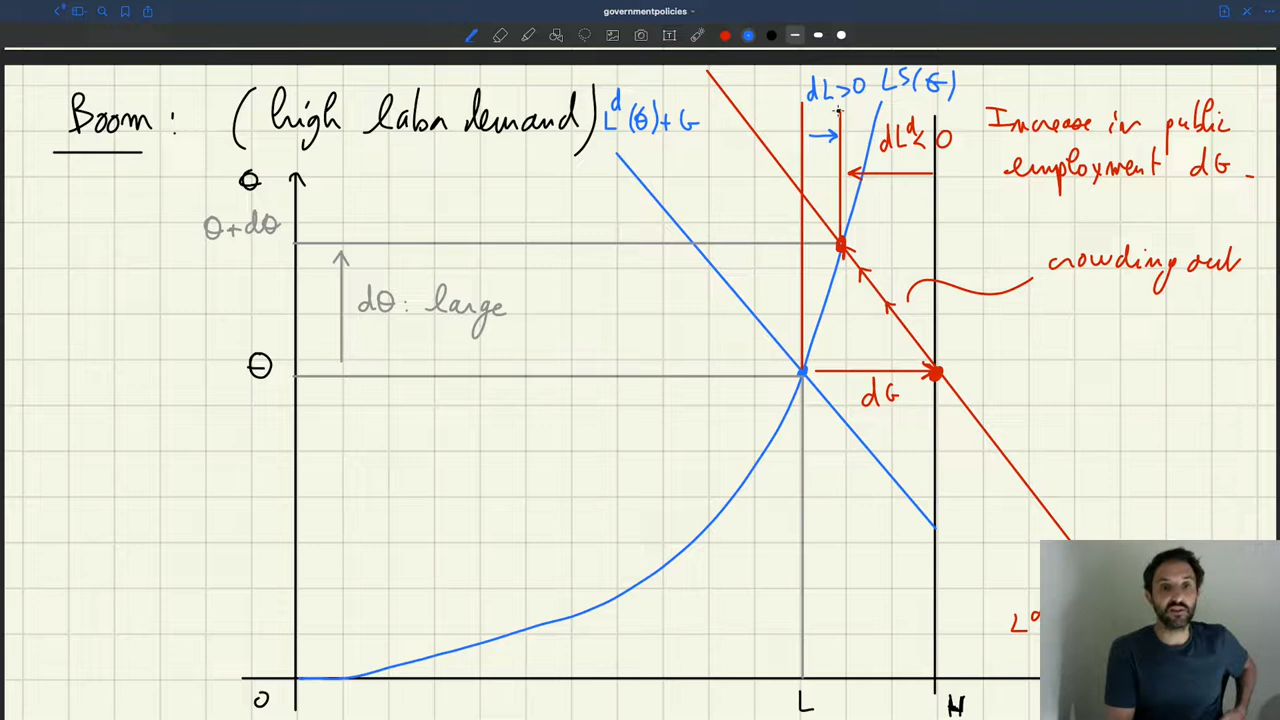 governmentpolicies
Boom: (high labor demand)
L^d(θ)+G
dL>0
L^s(θ)
dL^d<0
Increase in public
employment dG.
θ
θ+dθ
dθ: large
crowding out
θ
dG
0
L
H